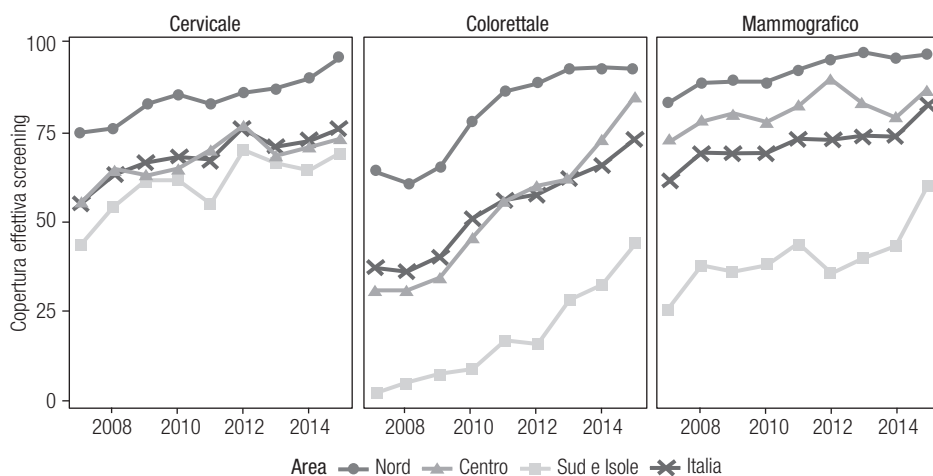 Cervicale Colorettale Mammografico
Copertura effettiva screening
100
75
50
25
0
2008 2010 2012 2014 2008 2010 2012 2014 2008 2010 2012 2014
Area Nord Centro Sud e Isole Italia